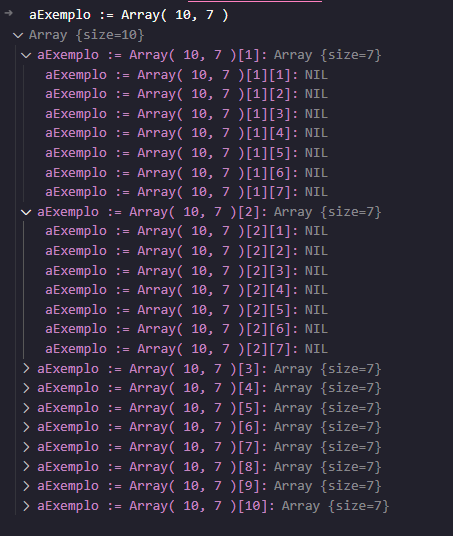 aExemplo := Array( 10, 7 )
Array {size=10}
aExemplo := Array( 10, 7 )[1]: Array {size=7}
aExemplo := Array( 10, 7 )[1][1]: NIL
aExemplo := Array( 10, 7 )[1][2]: NIL
aExemplo := Array( 10, 7 )[1][3]: NIL
aExemplo := Array( 10, 7 )[1][4]: NIL
aExemplo := Array( 10, 7 )[1][5]: NIL
aExemplo := Array( 10, 7 )[1][6]: NIL
aExemplo := Array( 10, 7 )[1][7]: NIL
aExemplo := Array( 10, 7 )[2]: Array {size=7}
aExemplo := Array( 10, 7 )[2][1]: NIL
aExemplo := Array( 10, 7 )[2][2]: NIL
aExemplo := Array( 10, 7 )[2][3]: NIL
aExemplo := Array( 10, 7 )[2][4]: NIL
aExemplo := Array( 10, 7 )[2][5]: NIL
aExemplo := Array( 10, 7 )[2][6]: NIL
aExemplo := Array( 10, 7 )[2][7]: NIL
aExemplo := Array( 10, 7 )[3]: Array {size=7}
aExemplo := Array( 10, 7 )[4]: Array {size=7}
aExemplo := Array( 10, 7 )[5]: Array {size=7}
aExemplo := Array( 10, 7 )[6]: Array {size=7}
aExemplo := Array( 10, 7 )[7]: Array {size=7}
aExemplo := Array( 10, 7 )[8]: Array {size=7}
aExemplo := Array( 10, 7 )[9]: Array {size=7}
aExemplo := Array( 10, 7 )[10]: Array {size=7}